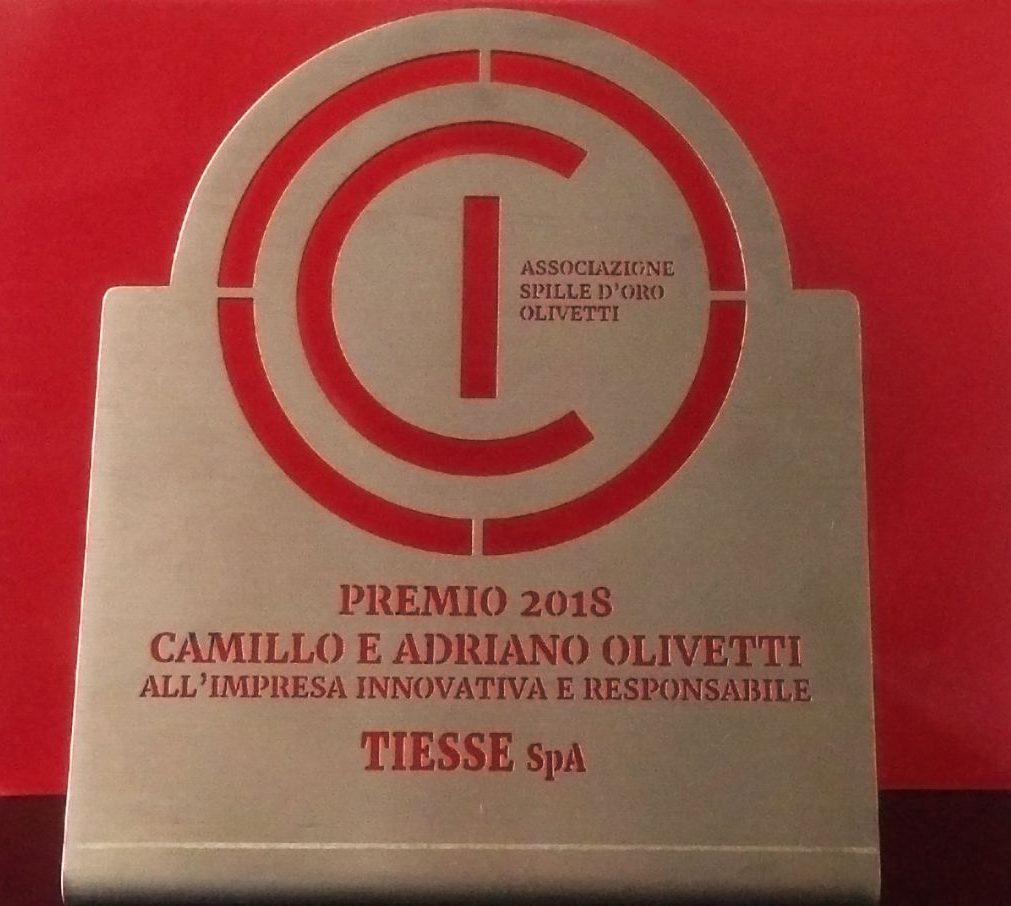 ASSOCIAZIONE
SPILLE D'ORO
OLIVETTI
PREMIO 2018
CAMILLO E ADRIANO OLIVETTI
ALL'IMPRESA INNOVATIVA E RESPONSABILE
TIESSE SpA